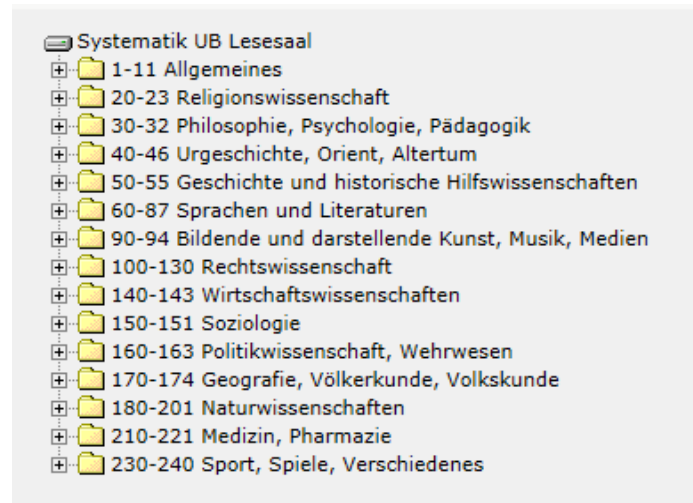 Systematik UB Lesesaal
1-11 Allgemeines
20-23 Religionswissenschaft
30-32 Philosophie, Psychologie, Pädagogik
40-46 Urgeschichte, Orient, Altertum
50-55 Geschichte und historische Hilfswissenschaften
60-87 Sprachen und Literaturen
90-94 Bildende und darstellende Kunst, Musik, Medien
100-130 Rechtswissenschaft
140-143 Wirtschaftswissenschaften
150-151 Soziologie
160-163 Politikwissenschaft, Wehrwesen
170-174 Geografie, Völkerkunde, Volkskunde
180-201 Naturwissenschaften
210-221 Medizin, Pharmazie
230-240 Sport, Spiele, Verschiedenes